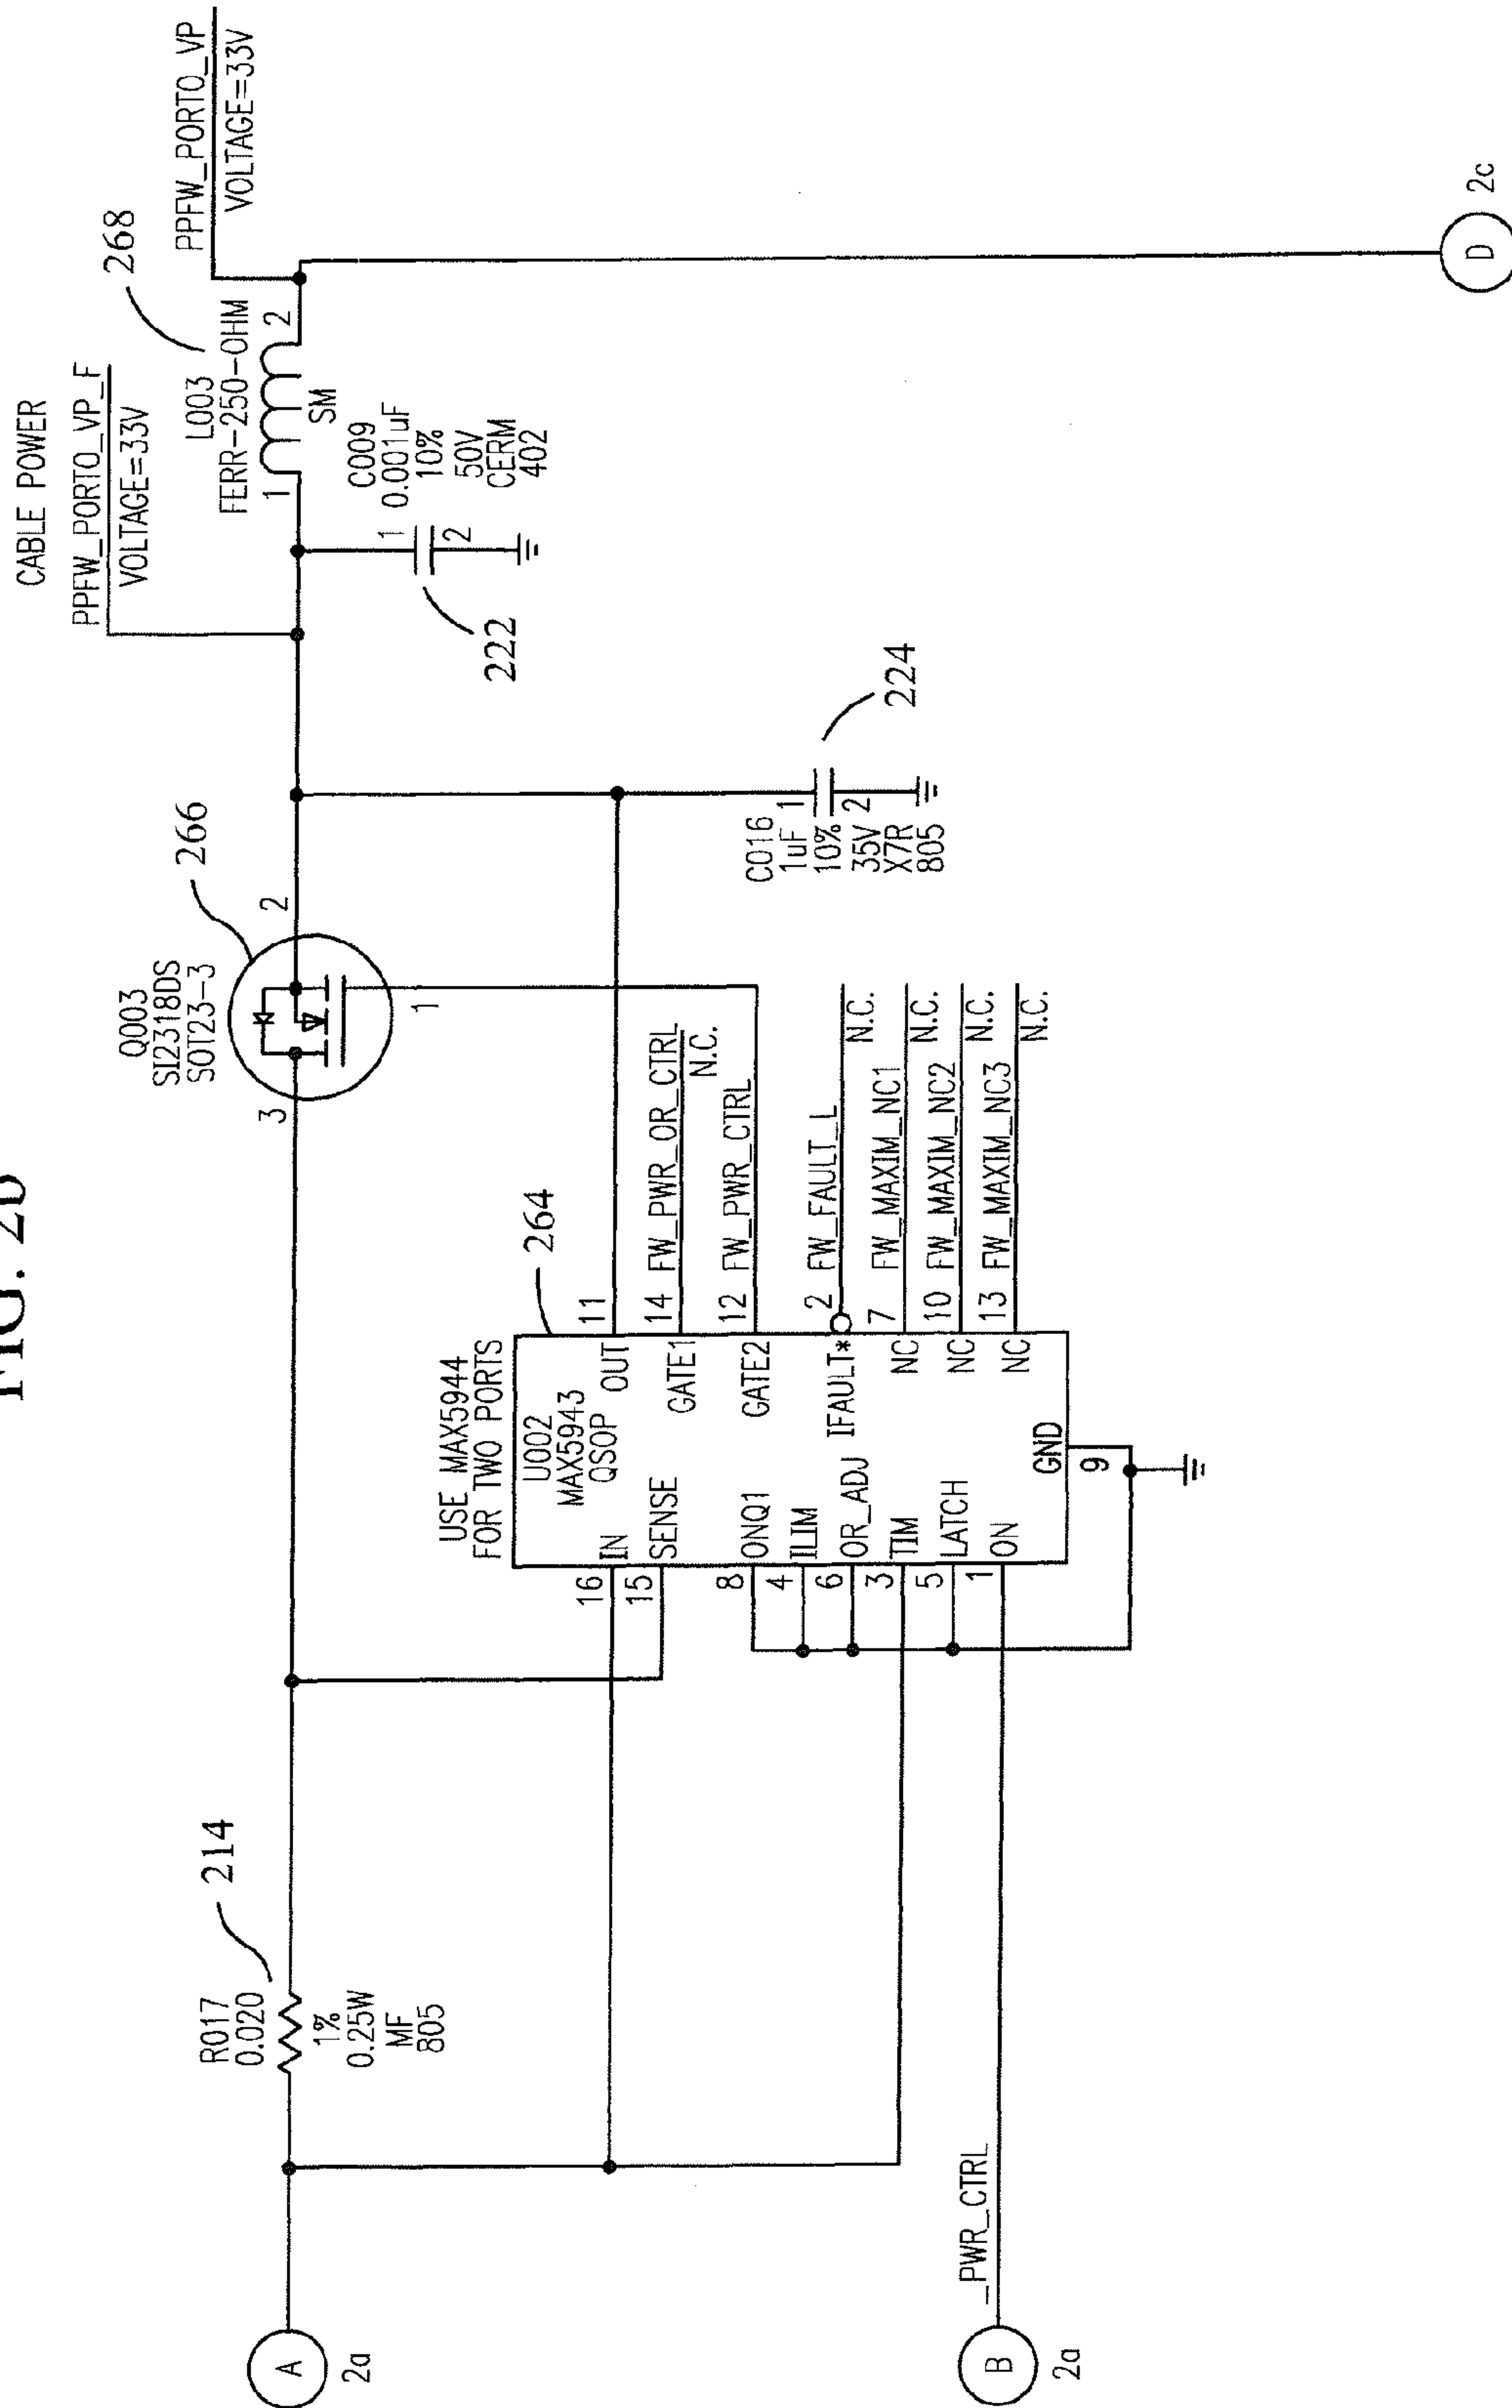 FIG. 2B
CABLE POWER
PPFW_PORT0_VP_F
VOLTAGE=33V
PPFW_PORT0_VP
VOLTAGE=33V
268
L003
FERR-250-OHM
1
2
SM
C009
0.001uF
10%
50V
CERM
402
1
2
222
Q003
SI2318DS
SOT23-3
266
3
2
1
R017
0.020
1%
0.25W
MF
805
214
A
2a
C016
1uF
10%
35V
X7R
805
1
2
224
USE MAX5944
FOR TWO PORTS
264
U002
MAX5943
QSOP
16 IN
15 SENSE
8 ONQ1
4 ILIM
6 OR_ADJ
3 TIM
5 LATCH
1 ON
OUT 11
GATE1 14 FW_PWR_OR_CTRL
N.C.
GATE2 12 FW_PWR_CTRL
IFAULT* 2 FW_FAULT_L
N.C.
NC 7 FW_MAXIM_NC1
N.C.
NC 10 FW_MAXIM_NC2
N.C.
NC 13 FW_MAXIM_NC3
N.C.
GND
9
_PWR_CTRL
B
2a
D
2c